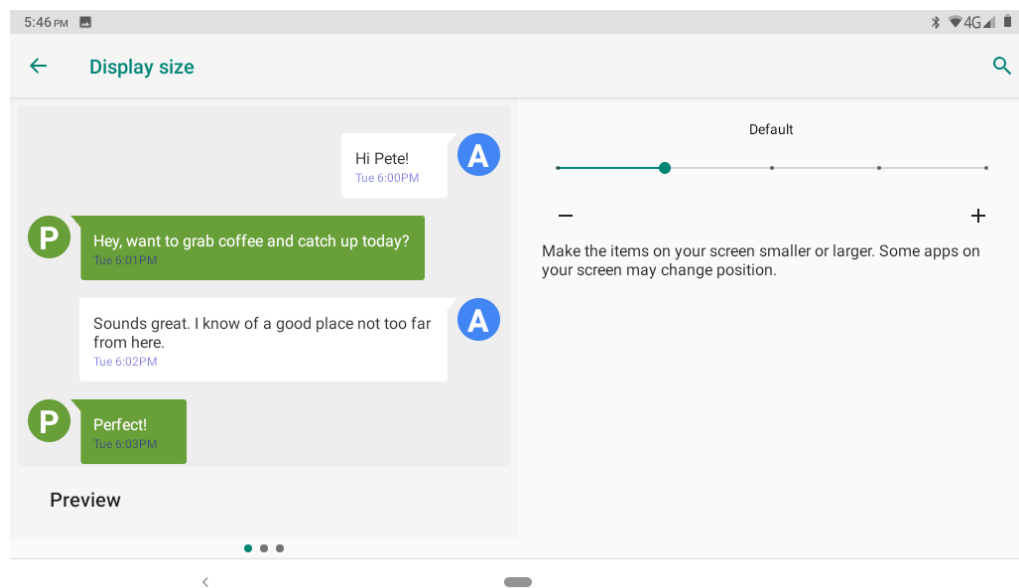 5:46 PM 4G
Display size
Hi Pete!
Tue 6:00PM
A
P
Hey, want to grab coffee and catch up today?
Tue 6:01PM
Sounds great. I know of a good place not too far
from here.
Tue 6:02PM
A
P
Perfect!
Tue 6:03PM
Preview
Default
Make the items on your screen smaller or larger. Some apps on
your screen may change position.